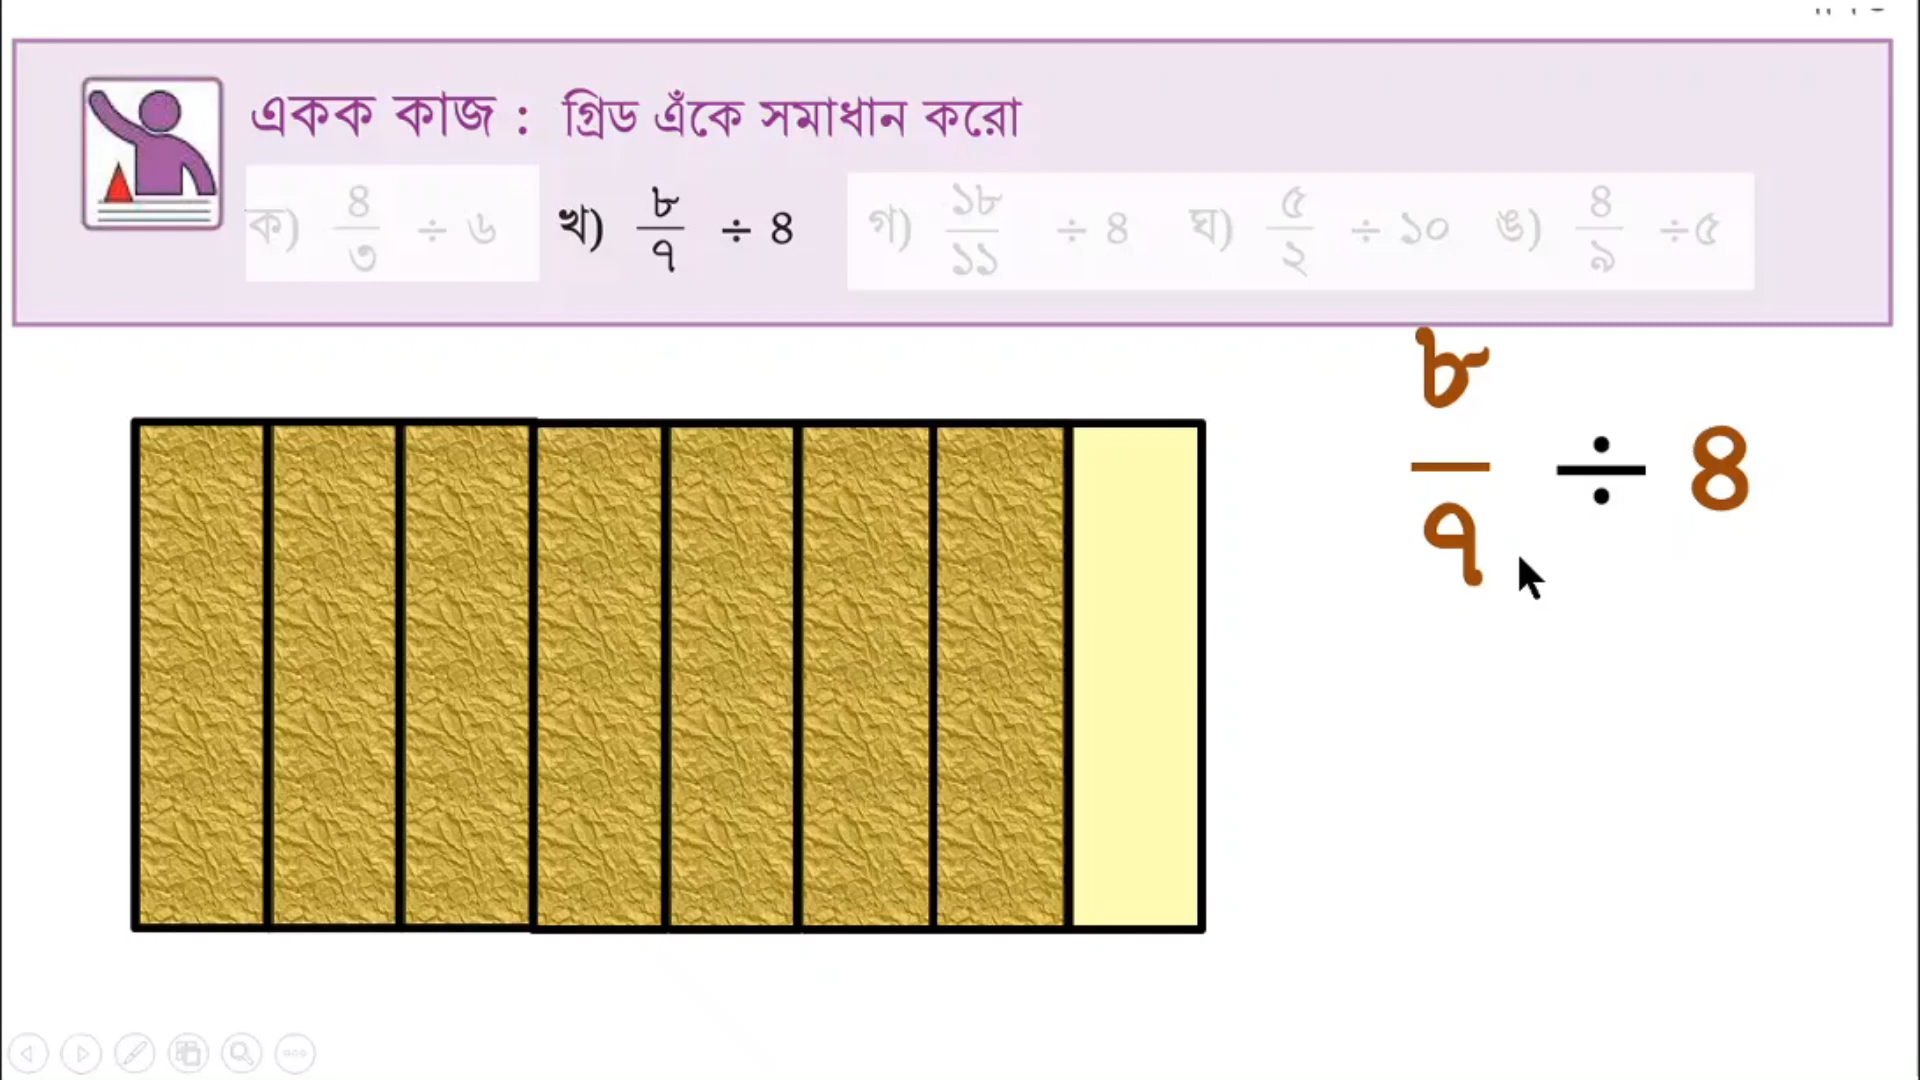 একক কাজ : গ্রিড এঁকে সমাধান করো
ক) ৪/৩ ÷ ৬ খ) ৮/৭ ÷ ৪ গ) ১৮/১১ ÷ ৪ ঘ) ৫/২ ÷ ১০ ঙ) ৪/৯ ÷৫
৮/৭ ÷ ৪